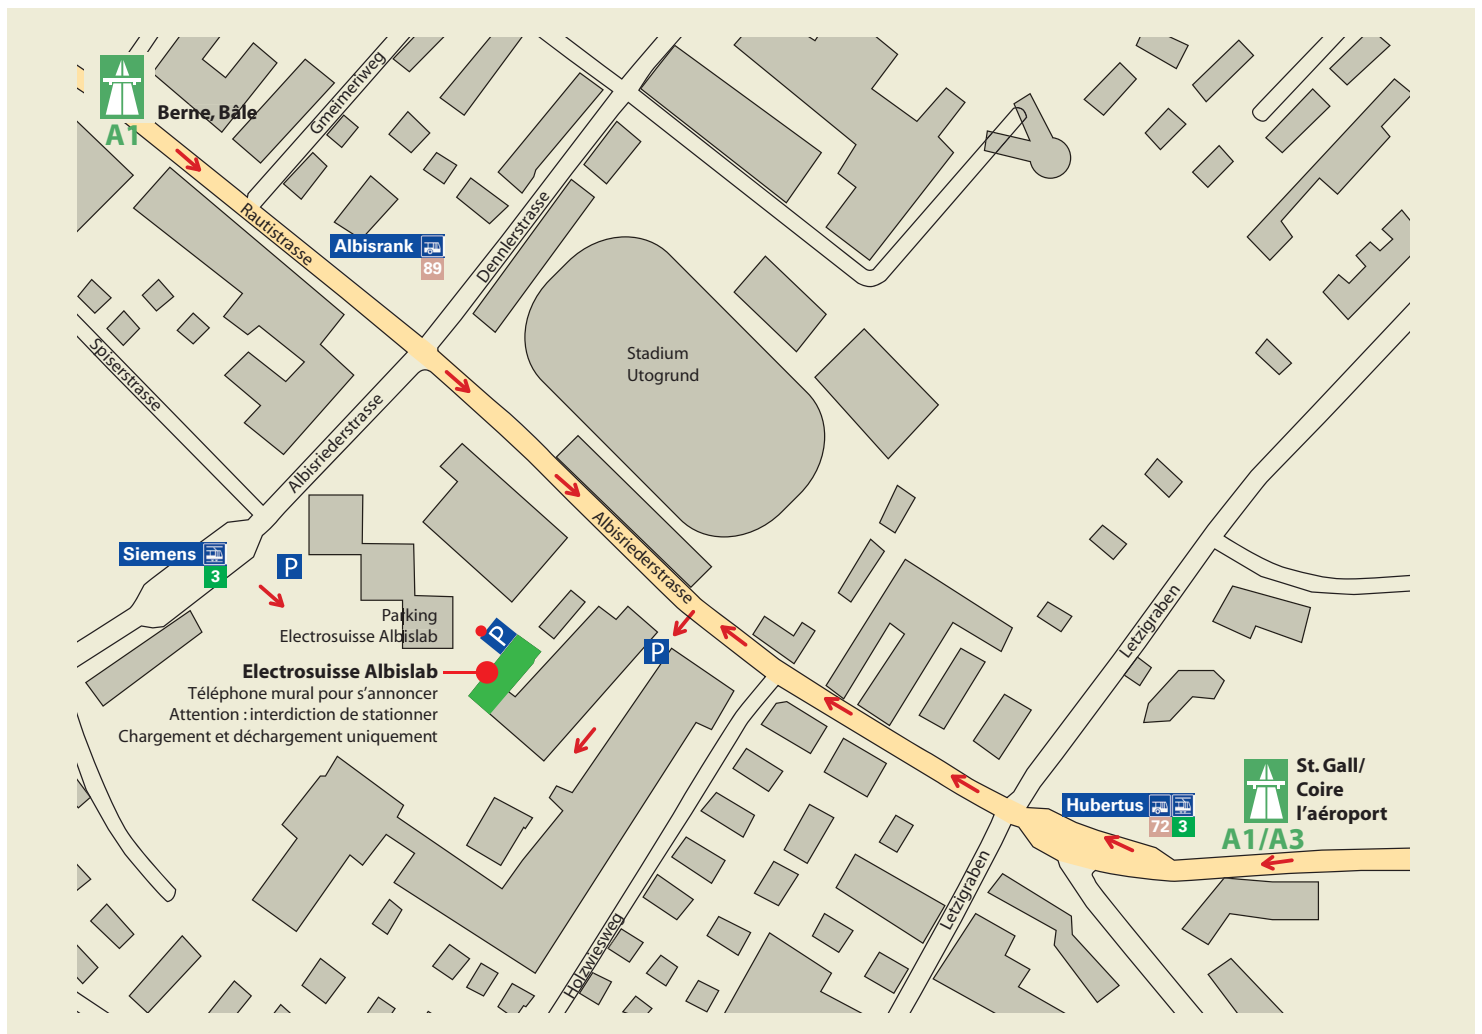 Berne, Bâle
A1
Gmeimeriweg
Rautistrasse
Albisrank
89
Dennlerstrasse
Spiserstrasse
Albisriederstrasse
Stadium
Utogrund
Siemens
3
P
Albisriederstrasse
Parking
Electrosuisse Albislab
P
P
Electrosuisse Albislab
Téléphone mural pour s’annoncer
Attention : interdiction de stationner
Chargement et déchargement uniquement
Letzigraben
St. Gall/
Coire
l’aéroport
A1/A3
Hubertus
72 3
Letzigraben
Holzwiesweg